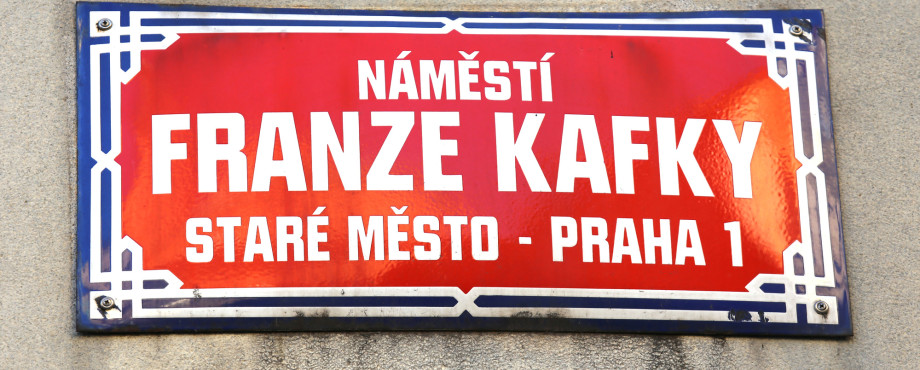 NÁMĚSTÍ
FRANZE KAFKY
STARÉ MĚSTO - PRAHA 1